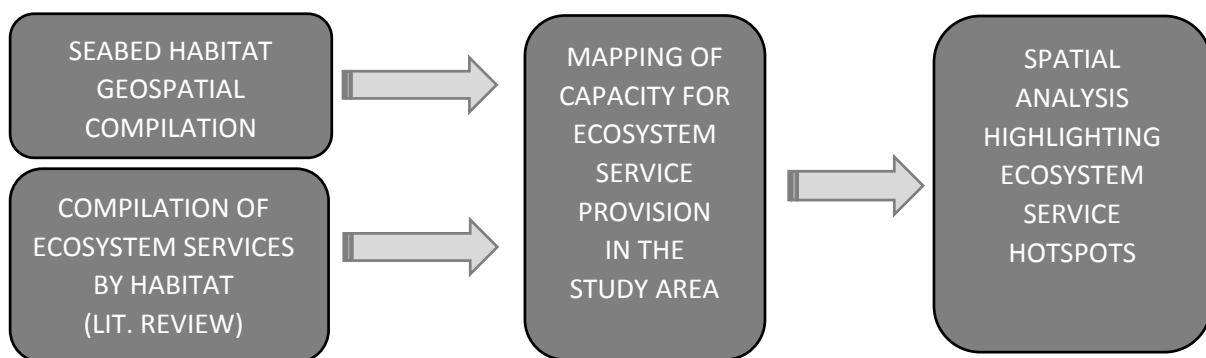 SEABED HABITAT
GEOSPATIAL
COMPILATION
COMPILATION OF
ECOSYSTEM SERVICES
BY HABITAT
(LIT. REVIEW)
MAPPING OF
CAPACITY FOR
ECOSYSTEM
SERVICE
PROVISION
IN THE
STUDY AREA
SPATIAL
ANALYSIS
HIGHLIGHTING
ECOSYSTEM
SERVICE
HOTSPOTS